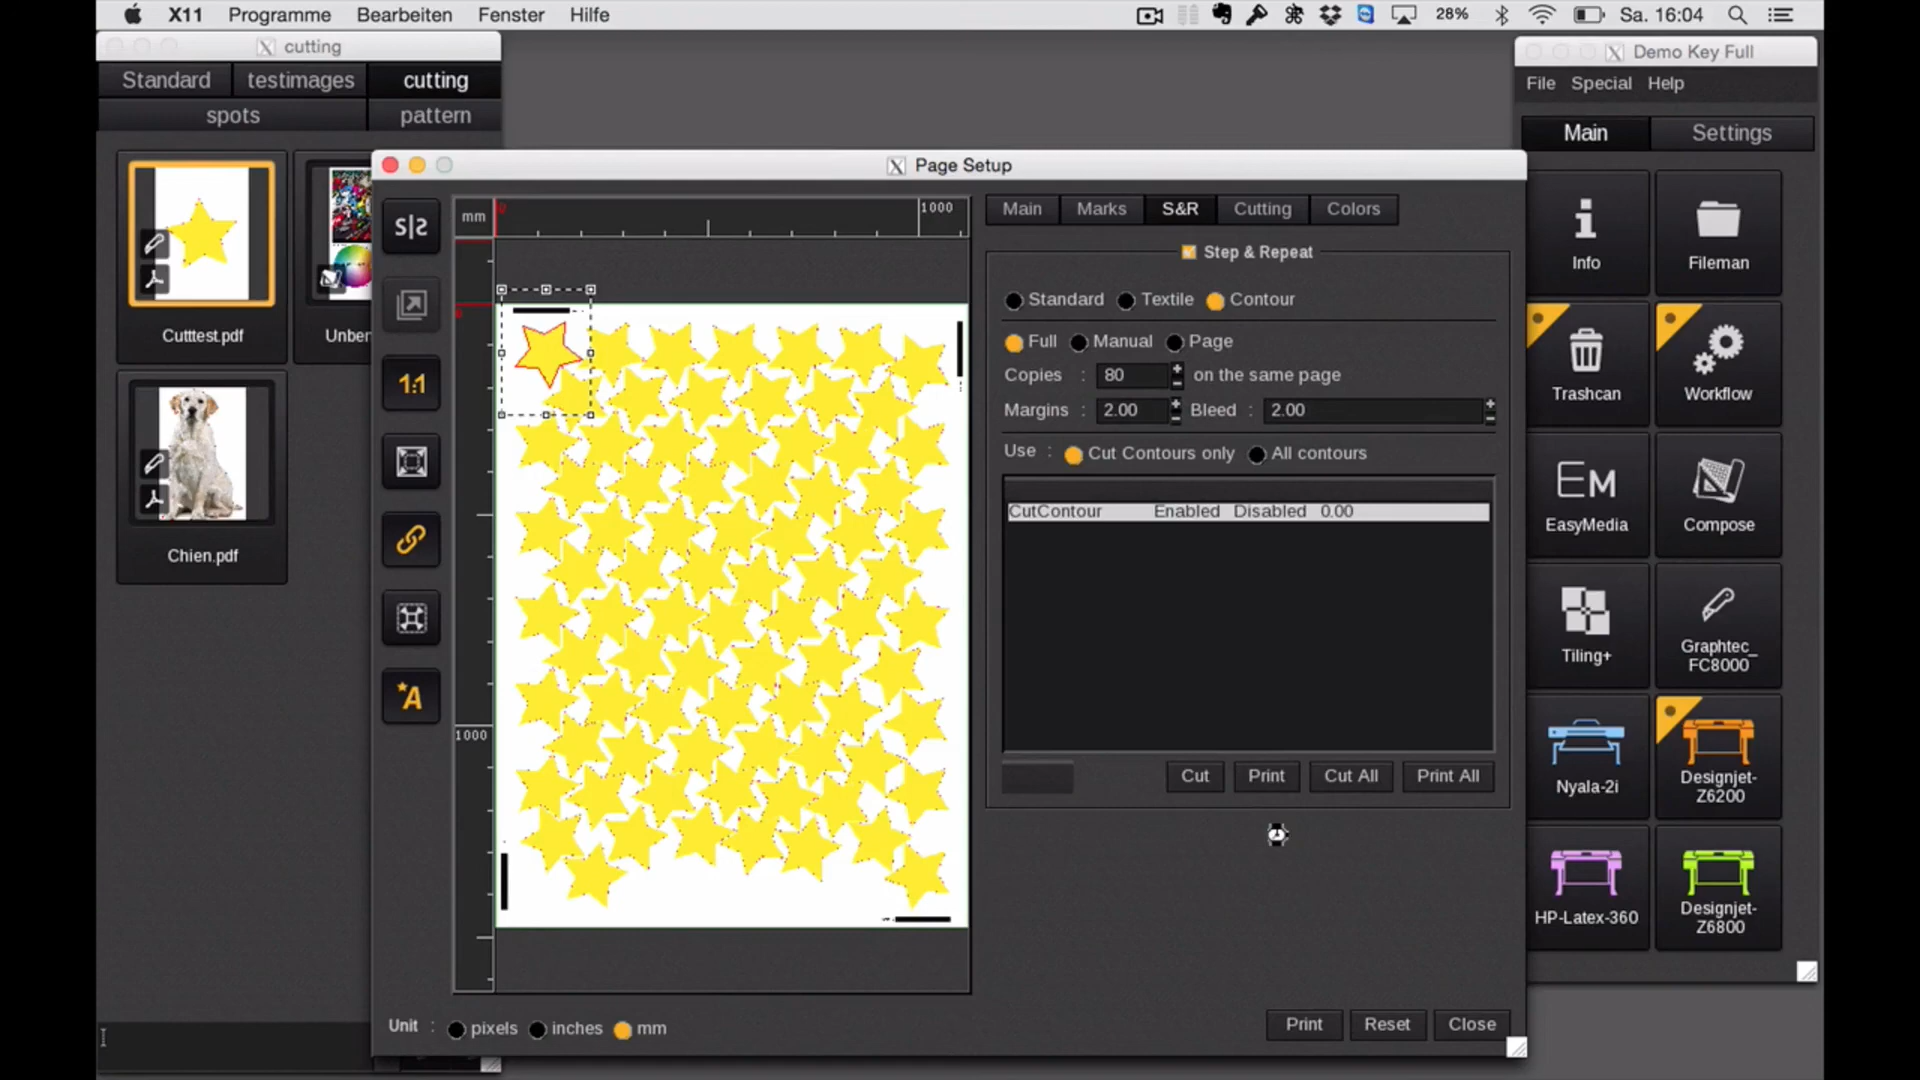 X11 Programme Bearbeiten Fenster Hilfe 28% Sa. 16:04
X cutting
Standard testimages cutting
spots pattern
Cutttest.pdf
Unber
Chien.pdf
X Page Setup
S|S
1:1
A
mm 0 1000
1000
Main Marks S&R Cutting Colors
Step & Repeat
Standard Textile Contour
Full Manual Page
Copies : 80 on the same page
Margins : 2.00 Bleed : 2.00
Use : Cut Contours only All contours
CutContour Enabled Disabled 0.00
Cut Print Cut All Print All
Unit : pixels inches mm
Print Reset Close
X Demo Key Full
File Special Help
Main Settings
Info
Fileman
Trashcan
Workflow
EM
EasyMedia
Compose
Tiling+
Graphtec_
FC8000
Nyala-2i
Designjet-
Z6200
HP-Latex-360
Designjet-
Z6800